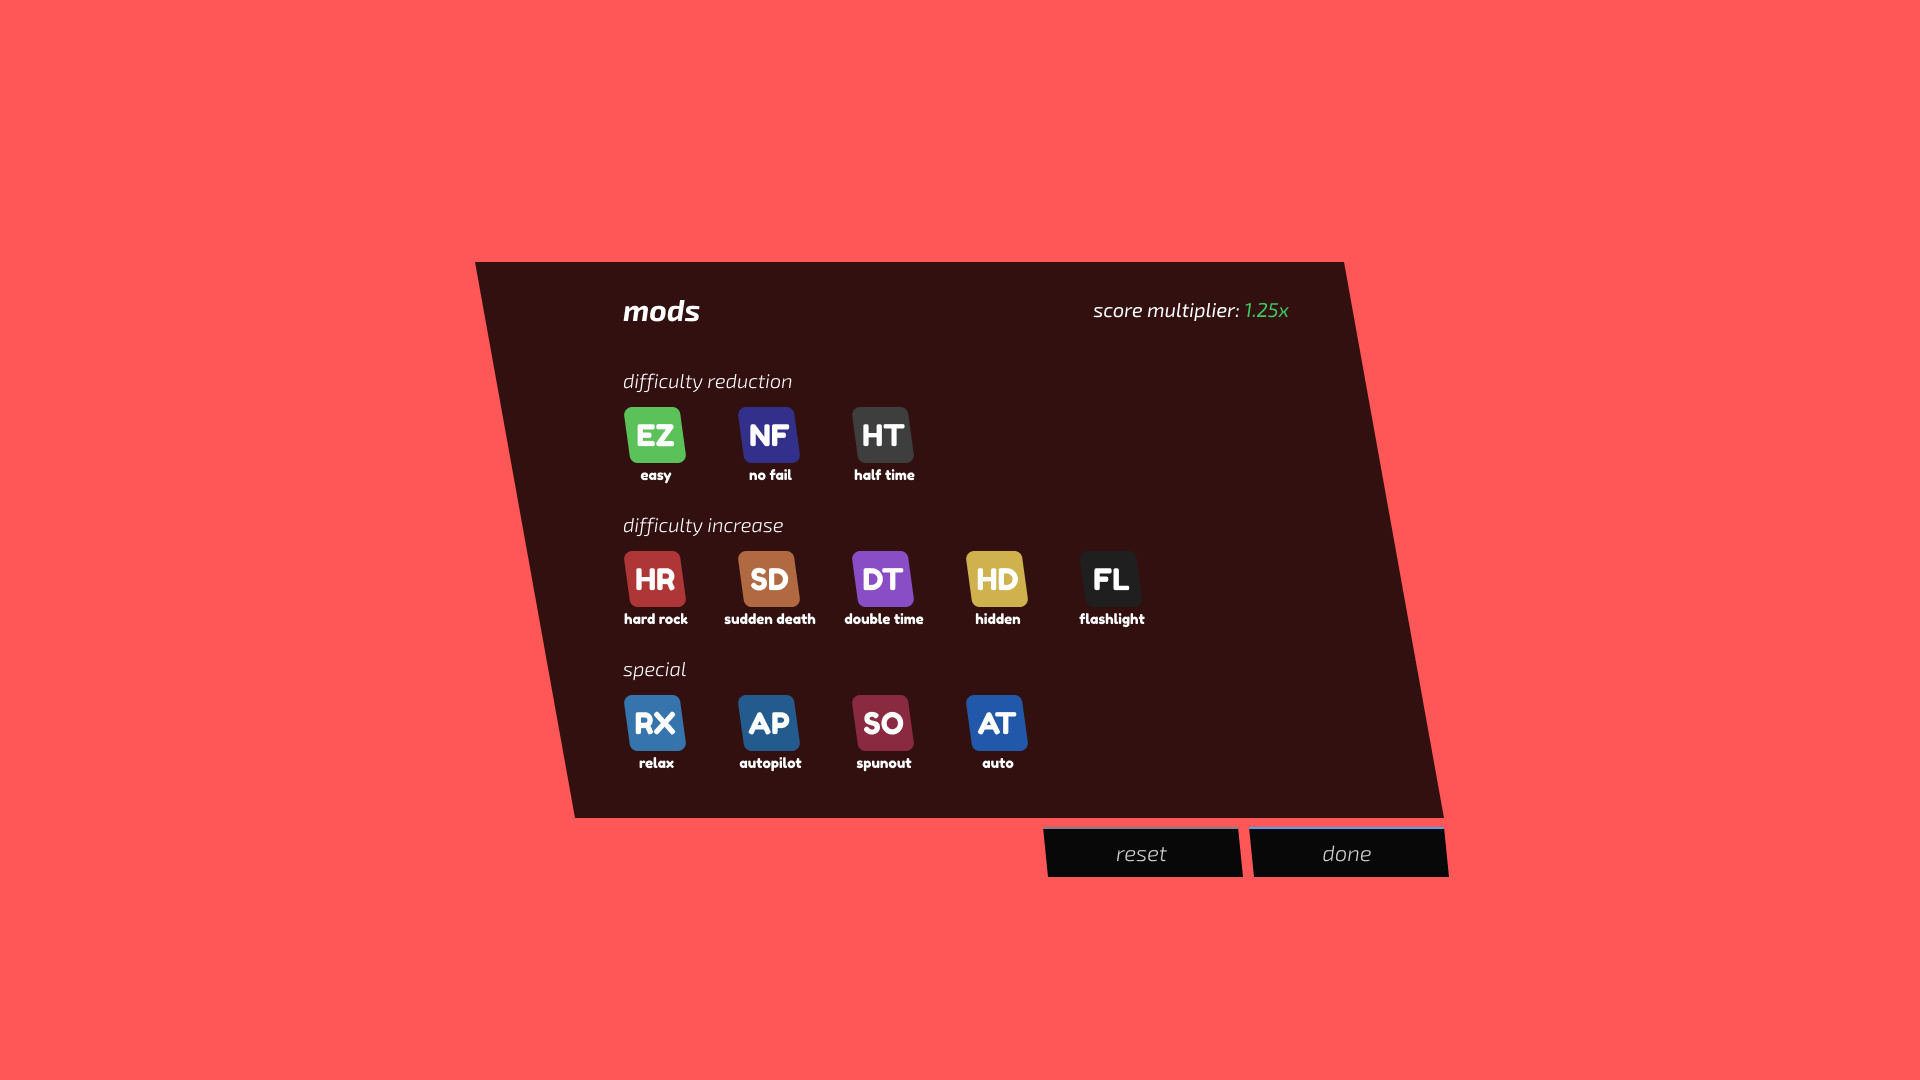 mods
score multiplier: 1.25x
difficulty reduction
EZ NF HT
easy no fail half time
difficulty increase
HR SD DT HD FL
hard rock sudden death double time hidden flashlight
special
RX AP SO AT
relax autopilot spunout auto
reset done